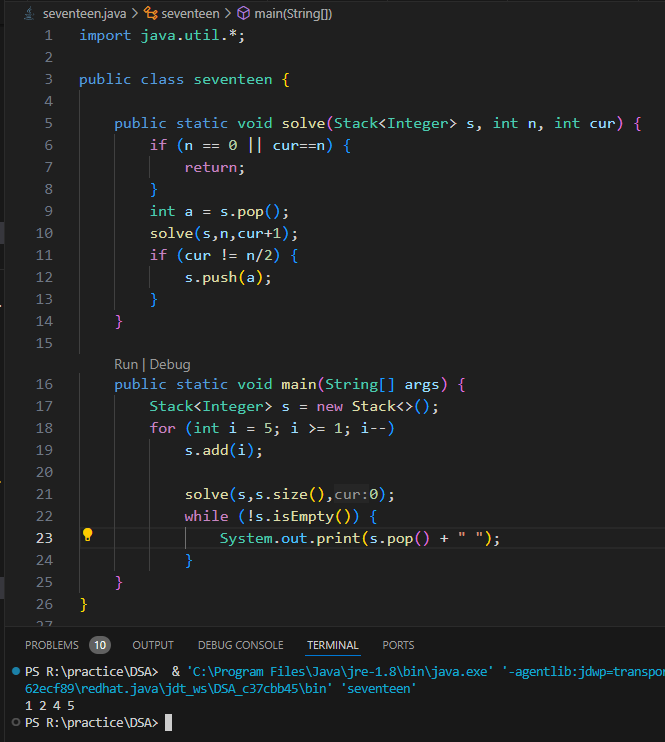 seventeen.java > seventeen > main(String[])
1 import java.util.*;
2
3 public class seventeen {
4
5 public static void solve(Stack<Integer> s, int n, int cur) {
6 if (n == 0 || cur==n) {
7 return;
8 }
9 int a = s.pop();
10 solve(s,n,cur+1);
11 if (cur != n/2) {
12 s.push(a);
13 }
14 }
15
Run | Debug
16 public static void main(String[] args) {
17 Stack<Integer> s = new Stack<>();
18 for (int i = 5; i >= 1; i--)
19 s.add(i);
20
21 solve(s,s.size(),cur:0);
22 while (!s.isEmpty()) {
23 System.out.print(s.pop() + " ");
24 }
25 }
26 }
27
PROBLEMS 10 OUTPUT DEBUG CONSOLE TERMINAL PORTS
PS R:\practice\DSA> & 'C:\Program Files\Java\jre-1.8\bin\java.exe' '-agentlib:jdwp=transpor
62ecf89\redhat.java\jdt_ws\DSA_c37cbb45\bin' 'seventeen'
1 2 4 5
PS R:\practice\DSA>